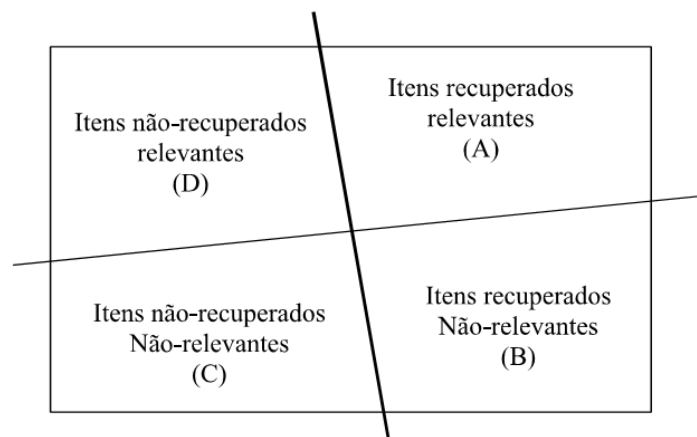 Itens não-recuperados
relevantes
(D)
Itens recuperados
relevantes
(A)
Itens não-recuperados
Não-relevantes
(C)
Itens recuperados
Não-relevantes
(B)